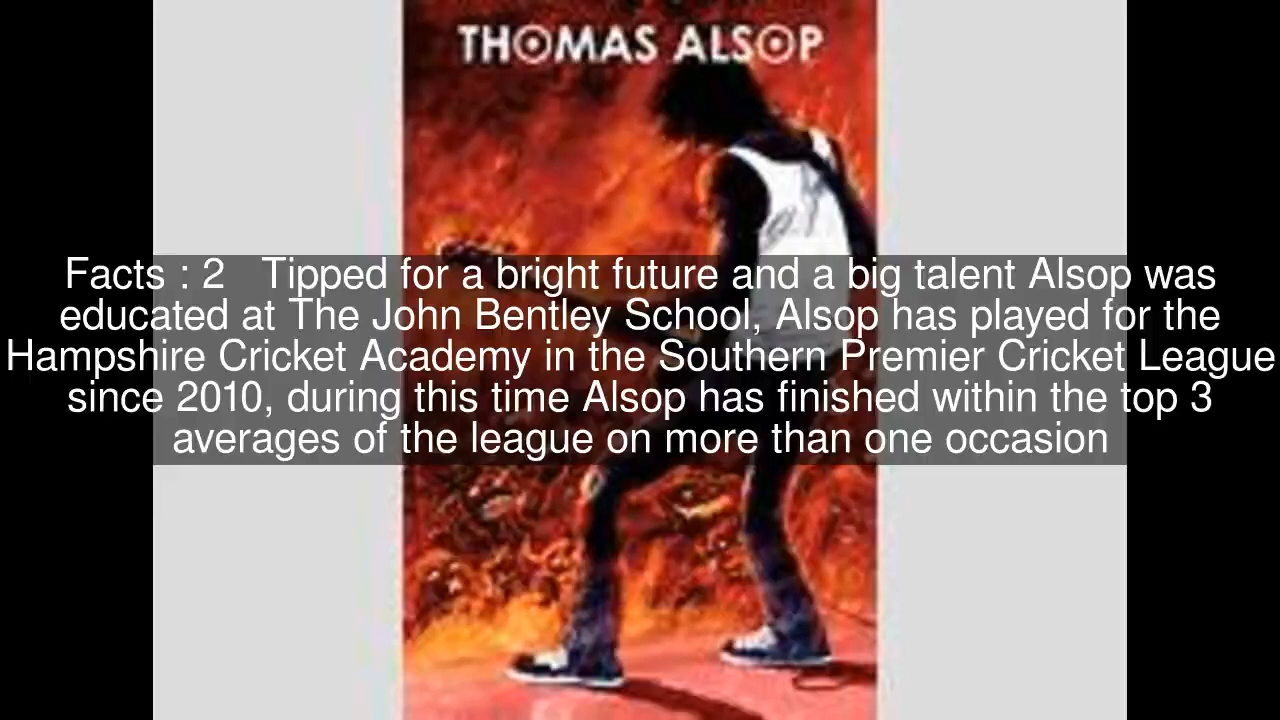 THOMAS ALSOP
Facts : 2 Tipped for a bright future and a big talent Alsop was
educated at The John Bentley School, Alsop has played for the
Hampshire Cricket Academy in the Southern Premier Cricket League
since 2010, during this time Alsop has finished within the top 3
averages of the league on more than one occasion